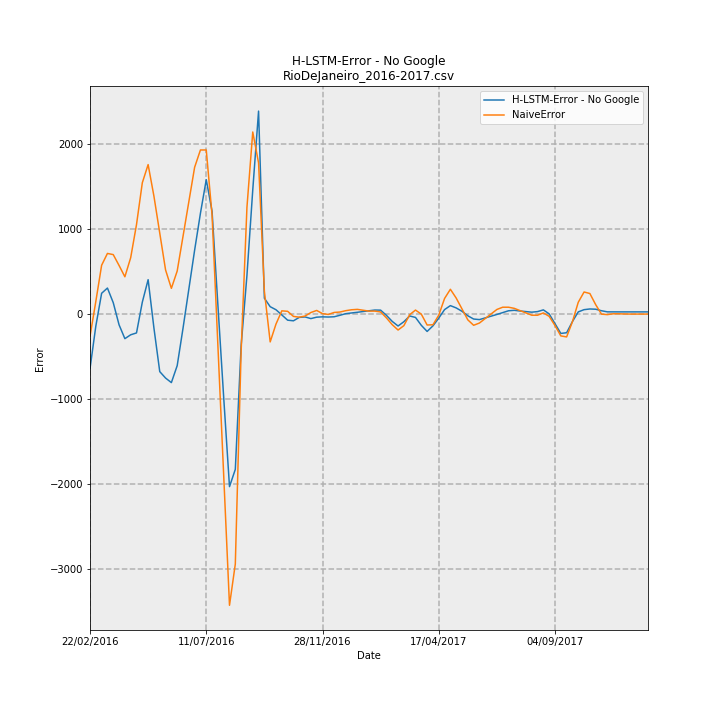 H-LSTM-Error - No Google
RioDeJaneiro_2016-2017.csv
H-LSTM-Error - No Google
NaiveError
2000
1000
0
−1000
−2000
−3000
Error
22/02/2016
11/07/2016
28/11/2016
17/04/2017
04/09/2017
Date